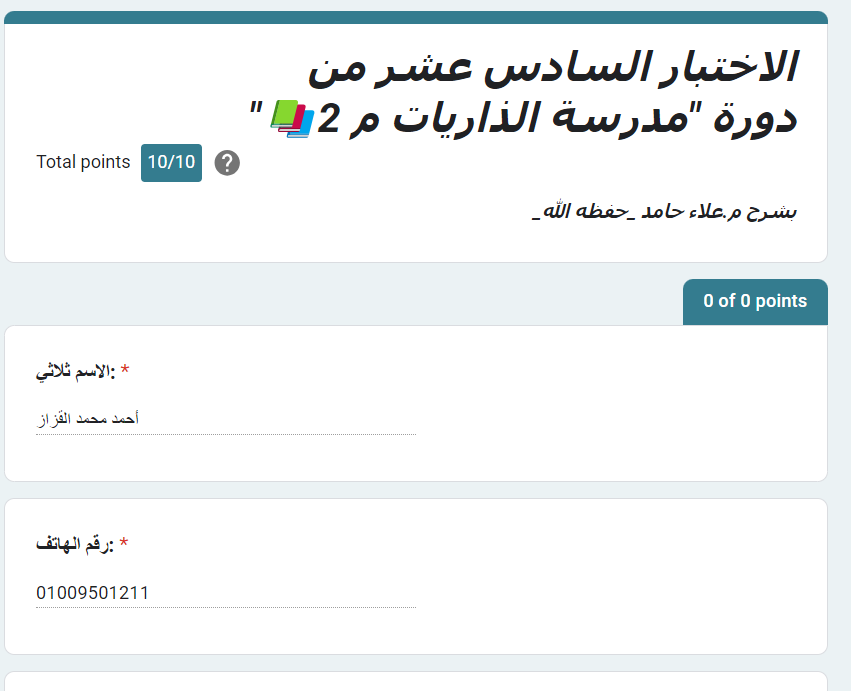 الاختبار السادس عشر من
دورة "مدرسة الذاريات م 2📚"
Total points 10/10 ?
بشرح م.علاء حامد _حفظه الله_
0 of 0 points
الاسم ثلاثي: *
أحمد محمد القزاز
رقم الهاتف: *
01009501211